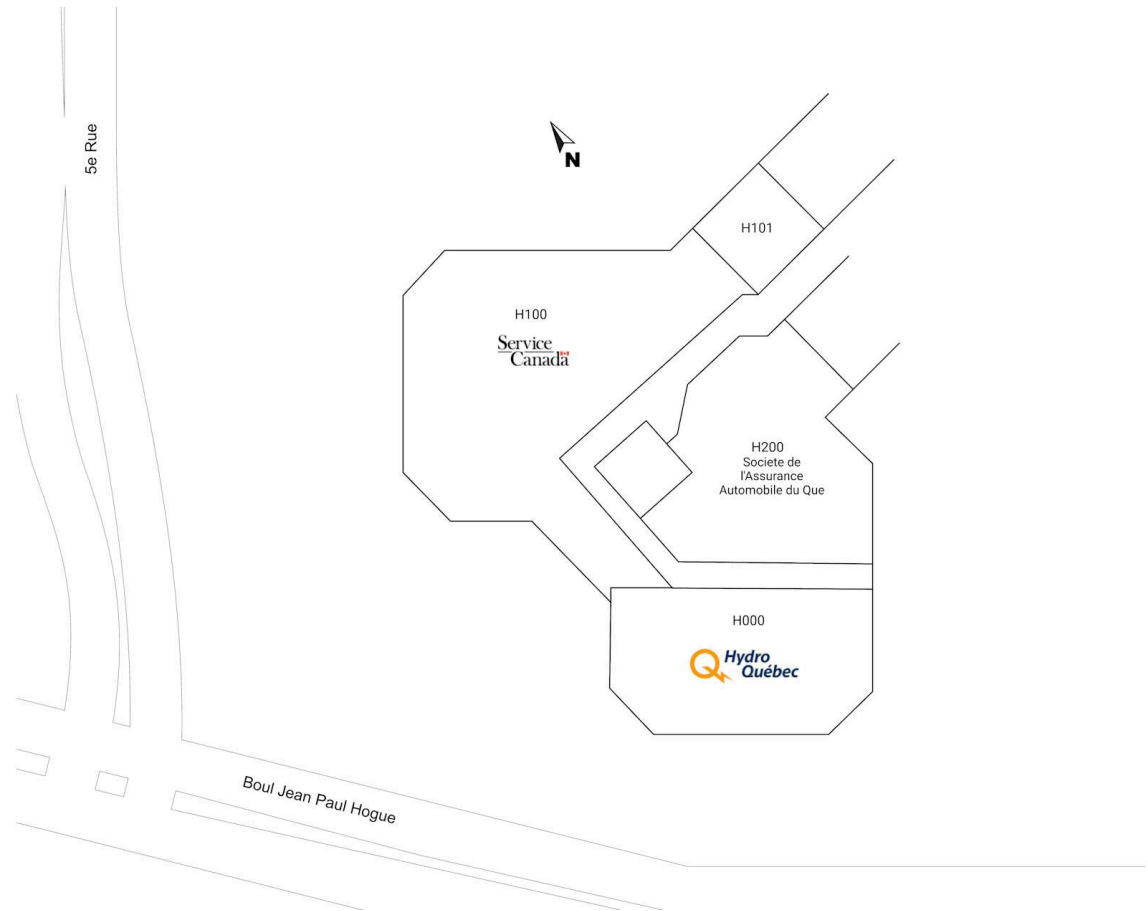 5e Rue
N
H101
H100
Service
Canada
H200
Societe de
l'Assurance
Automobile du Que
H000
Hydro
Québec
Boul Jean Paul Hogue